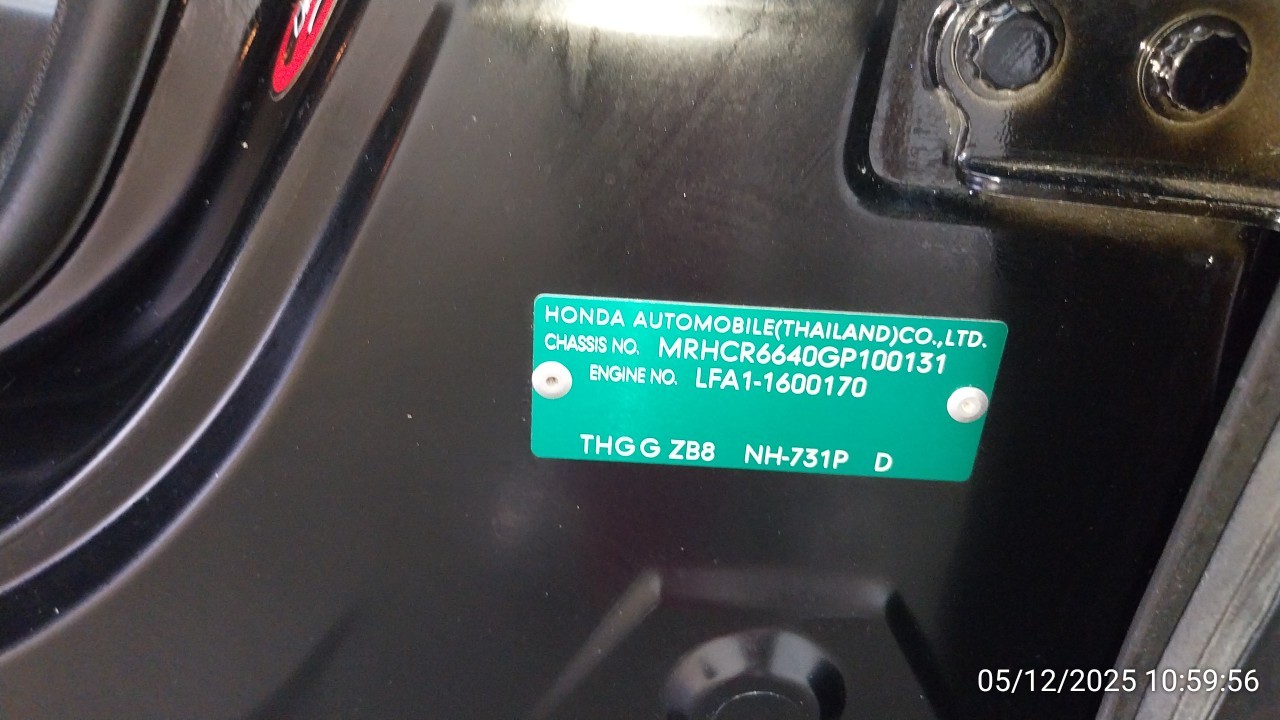 HONDA AUTOMOBILE(THAILAND)CO.,LTD.
CHASSIS NO. MRHCR6640GP100131
ENGINE NO. LFA1-1600170
THGG ZB8 NH-731P D
05/12/2025 10:59:56